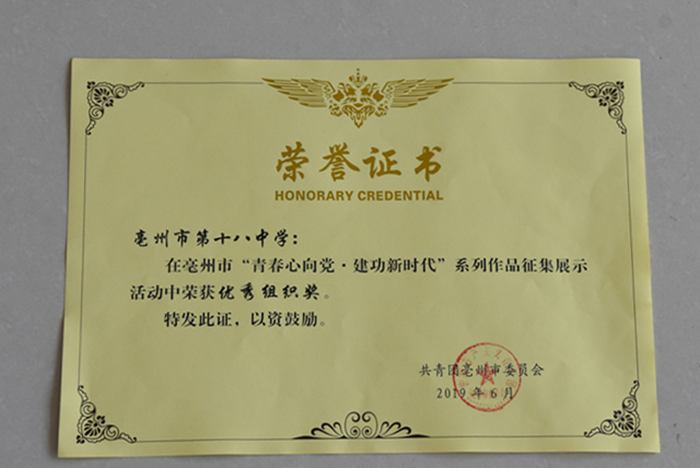 荣誉证书
HONORARY CREDENTIAL
亳州市第十八中学：
在亳州市“青春心向党·建功新时代”系列作品征集展示
活动中荣获优秀组织奖。
特发此证，以资鼓励。
共青团亳州市委员会
2019年6月